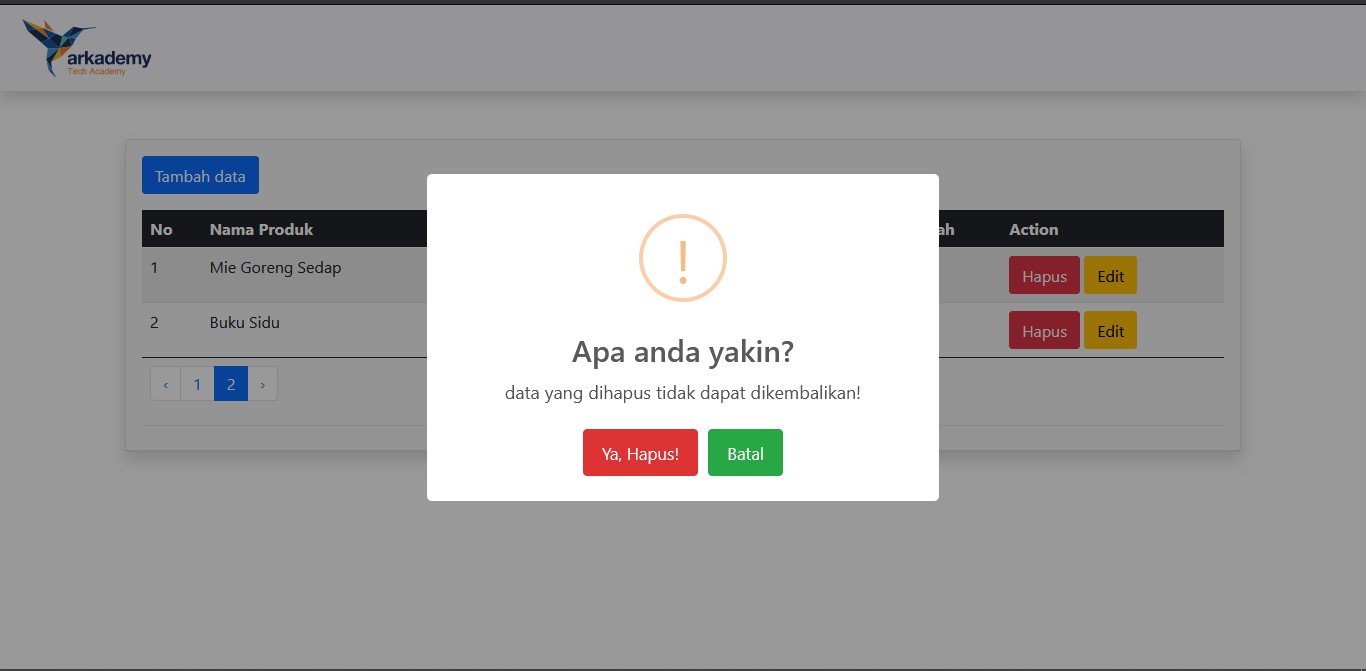 arkademy
Tech Academy
Tambah data
No Nama Produk ah Action
1 Mie Goreng Sedap Hapus Edit
2 Buku Sidu Hapus Edit
‹ 1 2 ›
!
Apa anda yakin?
data yang dihapus tidak dapat dikembalikan!
Ya, Hapus! Batal